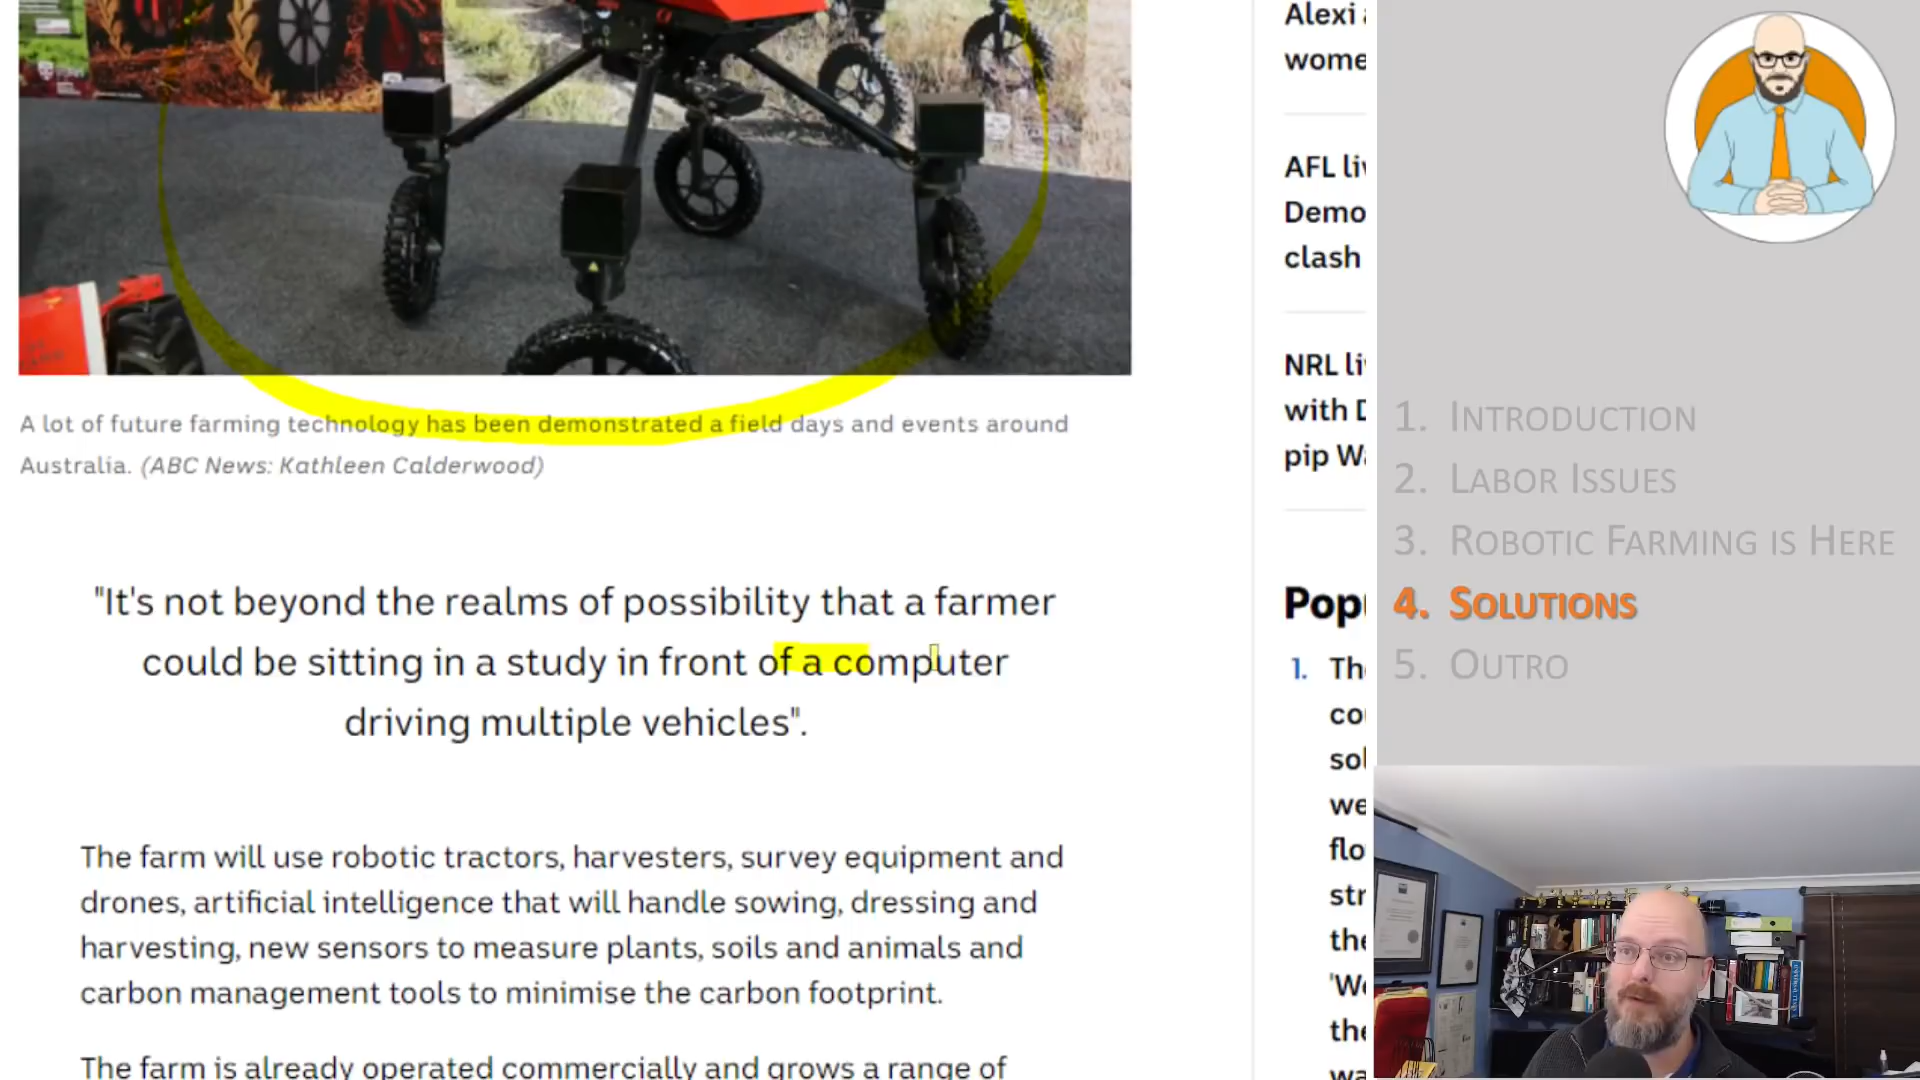 A lot of future farming technology has been demonstrated a field days and events around
Australia. (ABC News: Kathleen Calderwood)
"It's not beyond the realms of possibility that a farmer
could be sitting in a study in front of a computer
driving multiple vehicles".
The farm will use robotic tractors, harvesters, survey equipment and
drones, artificial intelligence that will handle sowing, dressing and
harvesting, new sensors to measure plants, soils and animals and
carbon management tools to minimise the carbon footprint.
The farm is already operated commercially and grows a range of
Alexi
wome
AFL li
Demo
clash
NRL li
with D
pip Wa
Popu
1. Th
co
sol
we
flo
str
the
'We
the
wa
1. INTRODUCTION
2. LABOR ISSUES
3. ROBOTIC FARMING IS HERE
4. SOLUTIONS
5. OUTRO